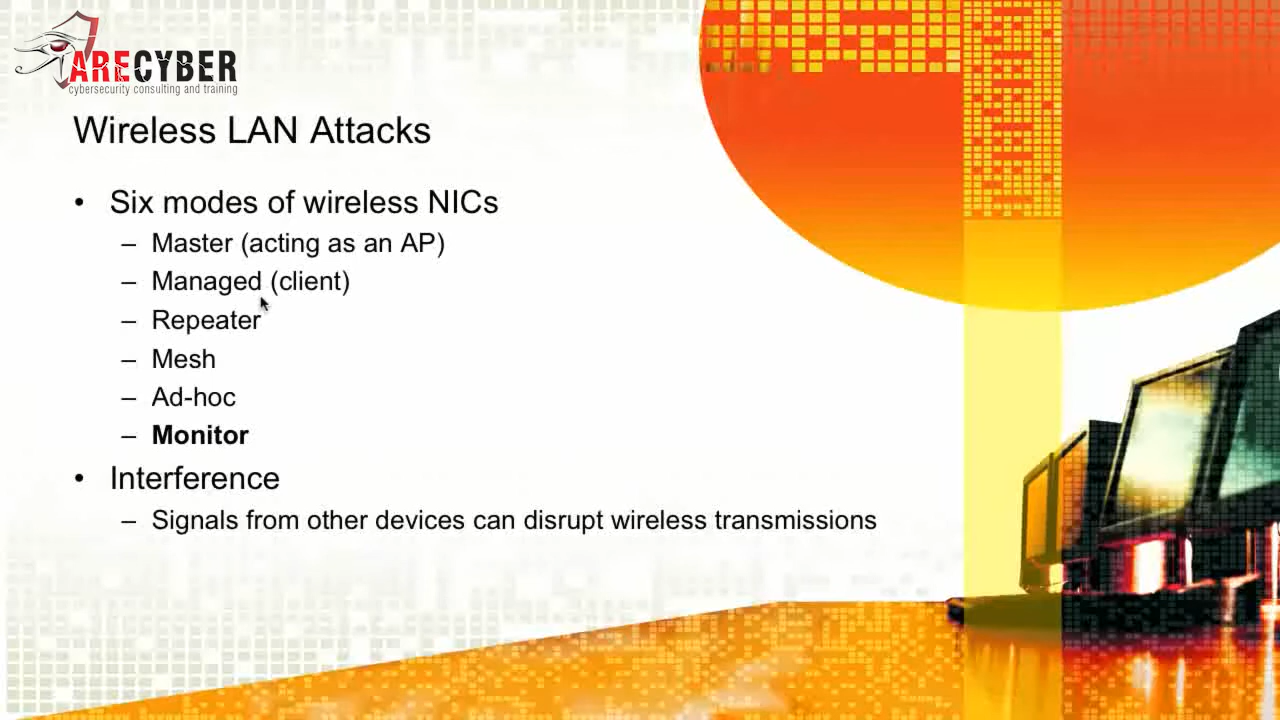 ARECYBER
cybersecurity consulting and training
Wireless LAN Attacks
• Six modes of wireless NICs
– Master (acting as an AP)
– Managed (client)
– Repeater
– Mesh
– Ad-hoc
– Monitor
• Interference
– Signals from other devices can disrupt wireless transmissions